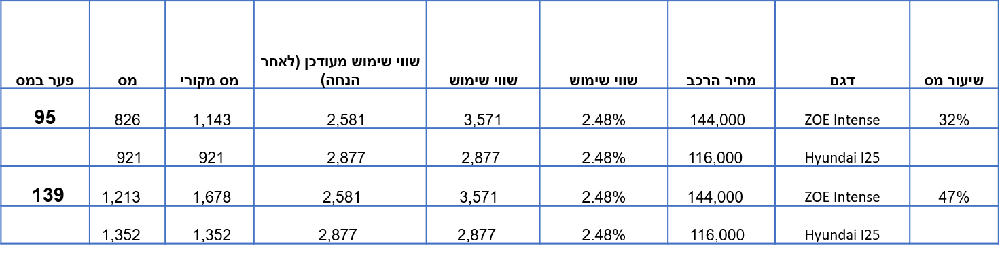 שיעור מס	דגם	מחיר הרכב	שווי שימוש	שווי שימוש	שווי שימוש מעודכן (לאחר הנחה)	מס מקורי	מס	פער במס
32%	ZOE Intense	144,000	2.48%	3,571	2,581	1,143	826	95
Hyundai I25	116,000	2.48%	2,877	2,877	921	921
47%	ZOE Intense	144,000	2.48%	3,571	2,581	1,678	1,213	139
Hyundai I25	116,000	2.48%	2,877	2,877	1,352	1,352